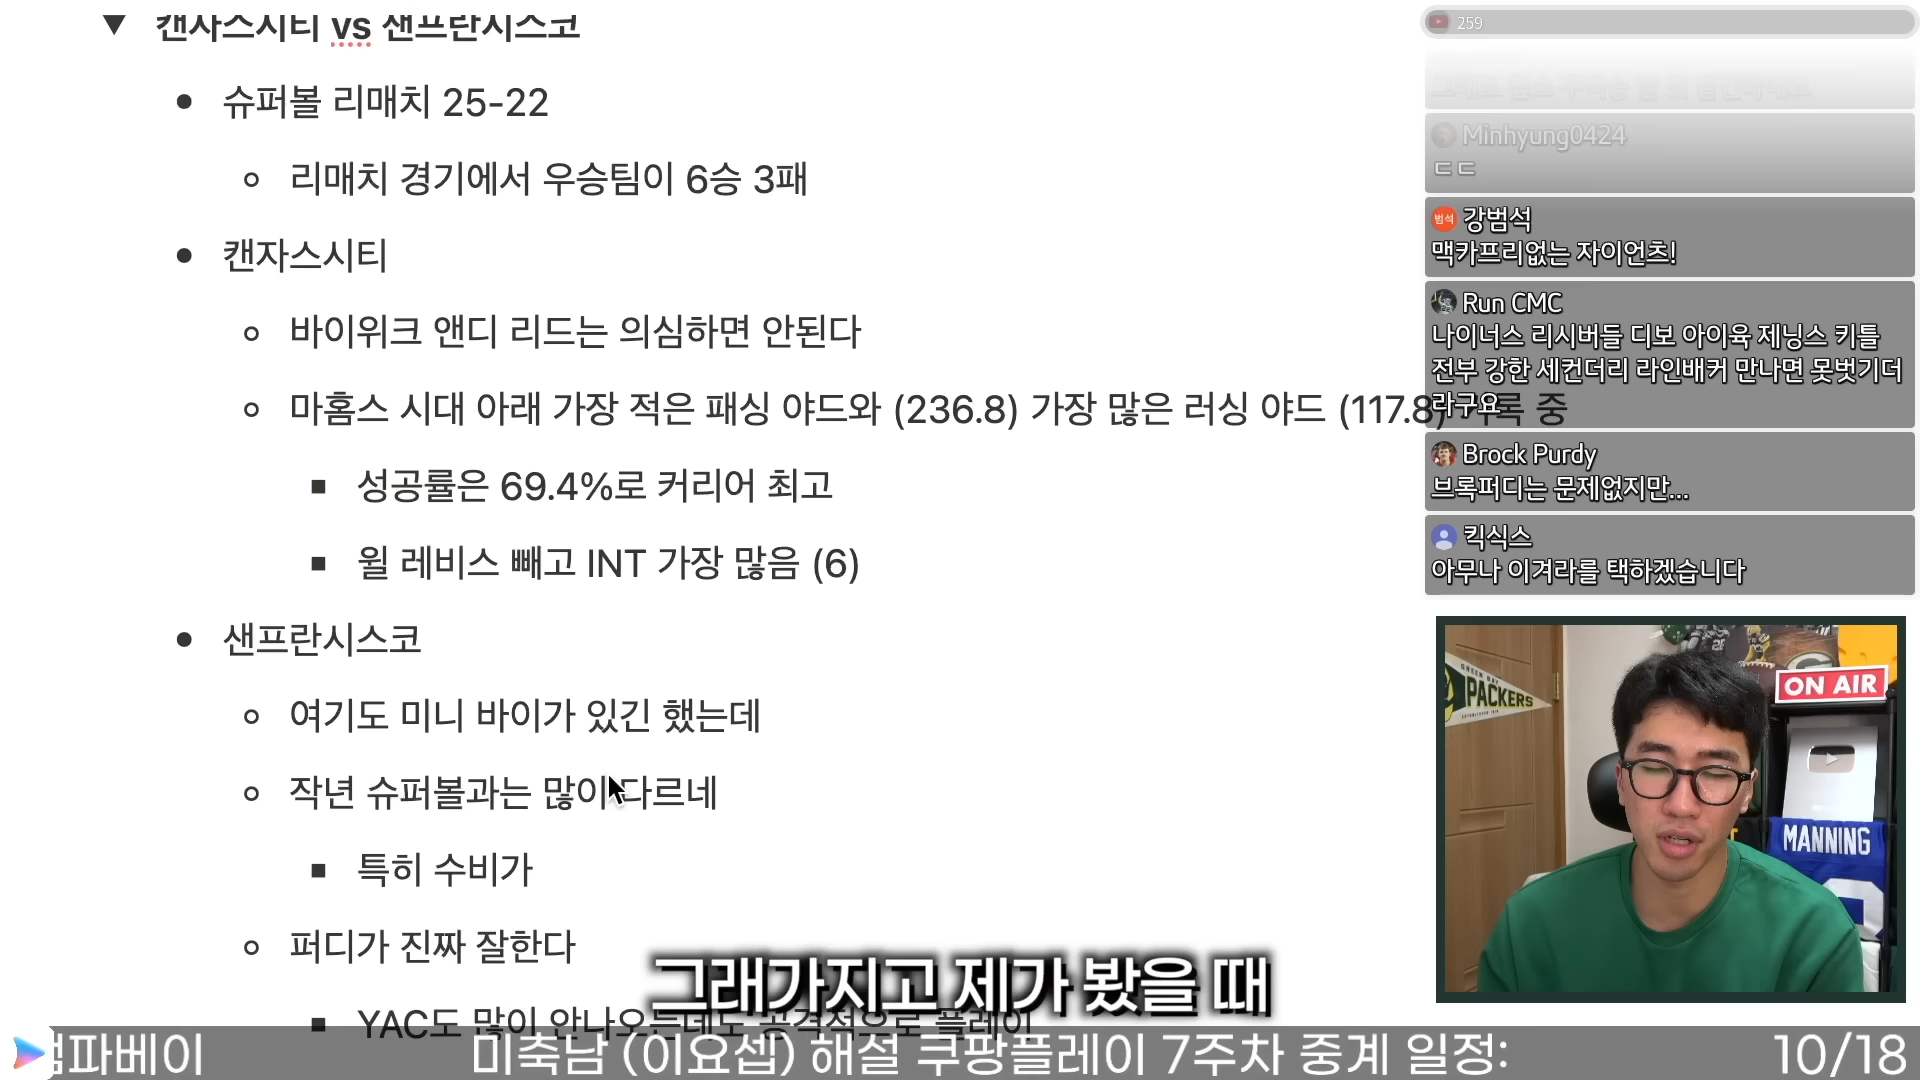 캔자스시티 vs 샌프란시스코
슈퍼볼 리매치 25-22
리매치 경기에서 우승팀이 6승 3패
캔자스시티
바이위크 앤디 리드는 의심하면 안된다
마홈스 시대 아래 가장 적은 패싱 야드와 (236.8) 가장 많은 러싱 야드 (117.8) 기록 중
성공률은 69.4%로 커리어 최고
윌 레비스 빼고 INT 가장 많음 (6)
샌프란시스코
여기도 미니 바이가 있긴 했는데
작년 슈퍼볼과는 많이 다르네
특히 수비가
퍼디가 진짜 잘한다
YAC도 많이 안나오는데도 공격적으로 플레이
259
Minhyung0424
ㄷㄷ
범석 강범석
맥카프리없는 자이언츠!
Run CMC
나이너스 리시버들 디보 아이육 제닝스 키틀
전부 강한 세컨더리 라인배커 만나면 못벗기더
라구요
Brock Purdy
브록퍼디는 문제없지만...
킥식스
아무나 이겨라를 택하겠습니다
GREEN BAY
PACKERS
ON AIR
MANNING
그래가지고 제가 봤을 때
탬파베이 미축남 (이요셉) 해설 쿠팡플레이 7주차 중계 일정: 10/18